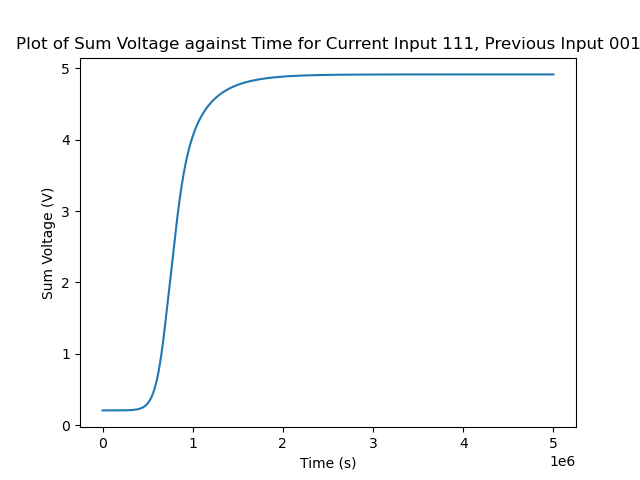 Plot of Sum Voltage against Time for Current Input 111, Previous Input 001
5
4
3
2
1
0
Sum Voltage (V)
0 1 2 3 4 5
1e6
Time (s)